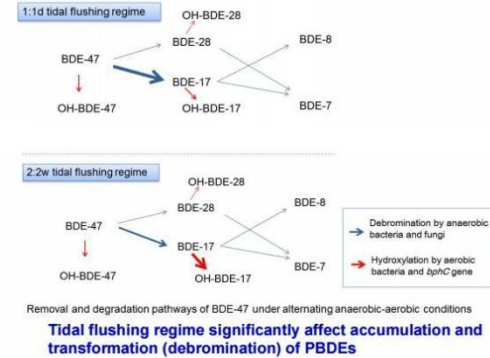 1:1d tidal flushing regime
OH-BDE-28
BDE-28
BDE-8
BDE-47
BDE-17
OH-BDE-47
OH-BDE-17
BDE-7
2:2w tidal flushing regime
OH-BDE-28
BDE-28
BDE-8
BDE-47
BDE-17
OH-BDE-47
OH-BDE-17
BDE-7
Debromination by anaerobic
bacteria and fungi
Hydroxylation by aerobic
bacteria and bphC gene
Removal and degradation pathways of BDE-47 under alternating anaerobic-aerobic conditions
Tidal flushing regime significantly affect accumulation and
transformation (debromination) of PBDEs